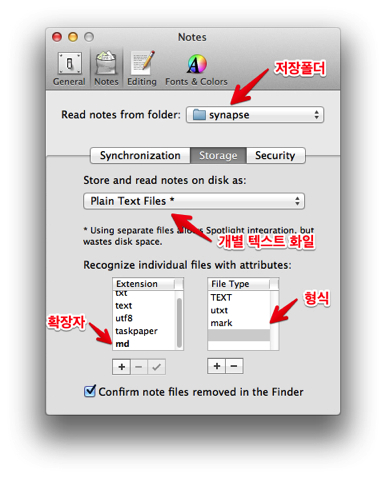 Notes
General
Notes
Editing
Fonts & Colors
저장폴더
Read notes from folder:
synapse
Synchronization
Storage
Security
Store and read notes on disk as:
Plain Text Files *
* Using separate files allows Spotlight integration, but
wastes disk space.
개별 텍스트 화일
Recognize individual files with attributes:
Extension
txt
text
utf8
taskpaper
md
확장자
File Type
TEXT
utxt
mark
형식
+
−
✓
+
−
Confirm note files removed in the Finder